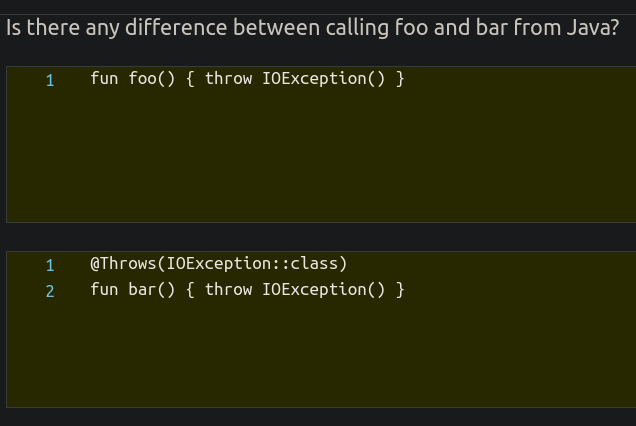 Is there any difference between calling foo and bar from Java?
1 fun foo() { throw IOException() }
1 @Throws(IOException::class)
2 fun bar() { throw IOException() }